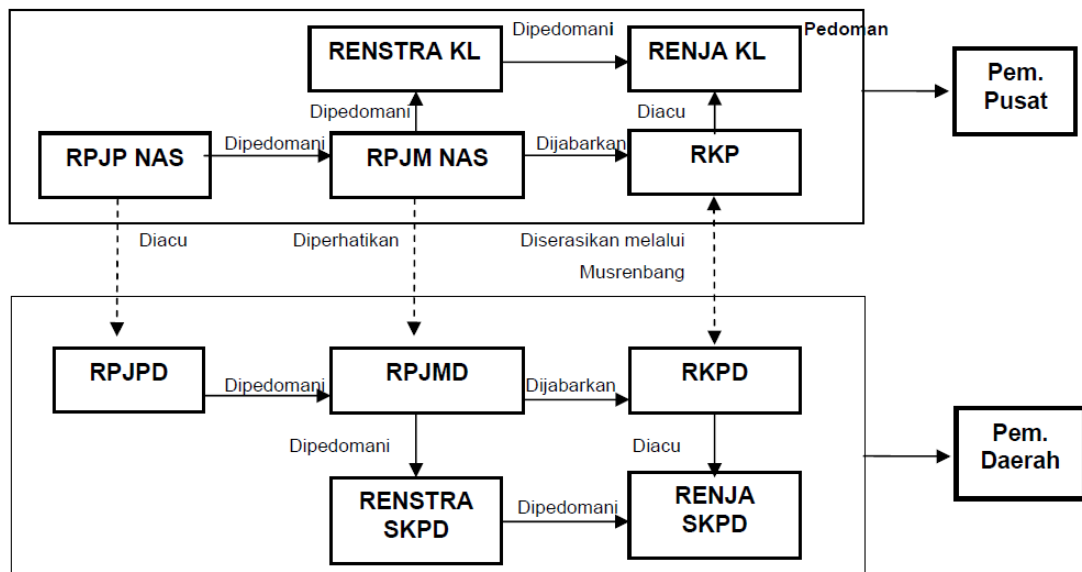 Dipedomani
Pedoman
RENSTRA KL
RENJA KL
Pem.
Pusat
Dipedomani
Diacu
RPJP NAS
Dipedomani
RPJM NAS
Dijabarkan
RKP
Diacu
Diperhatikan
Diserasikan melalui
Musrenbang
RPJPD
Dipedomani
RPJMD
Dijabarkan
RKPD
Dipedomani
Diacu
Pem.
Daerah
RENSTRA
SKPD
Dipedomani
RENJA
SKPD